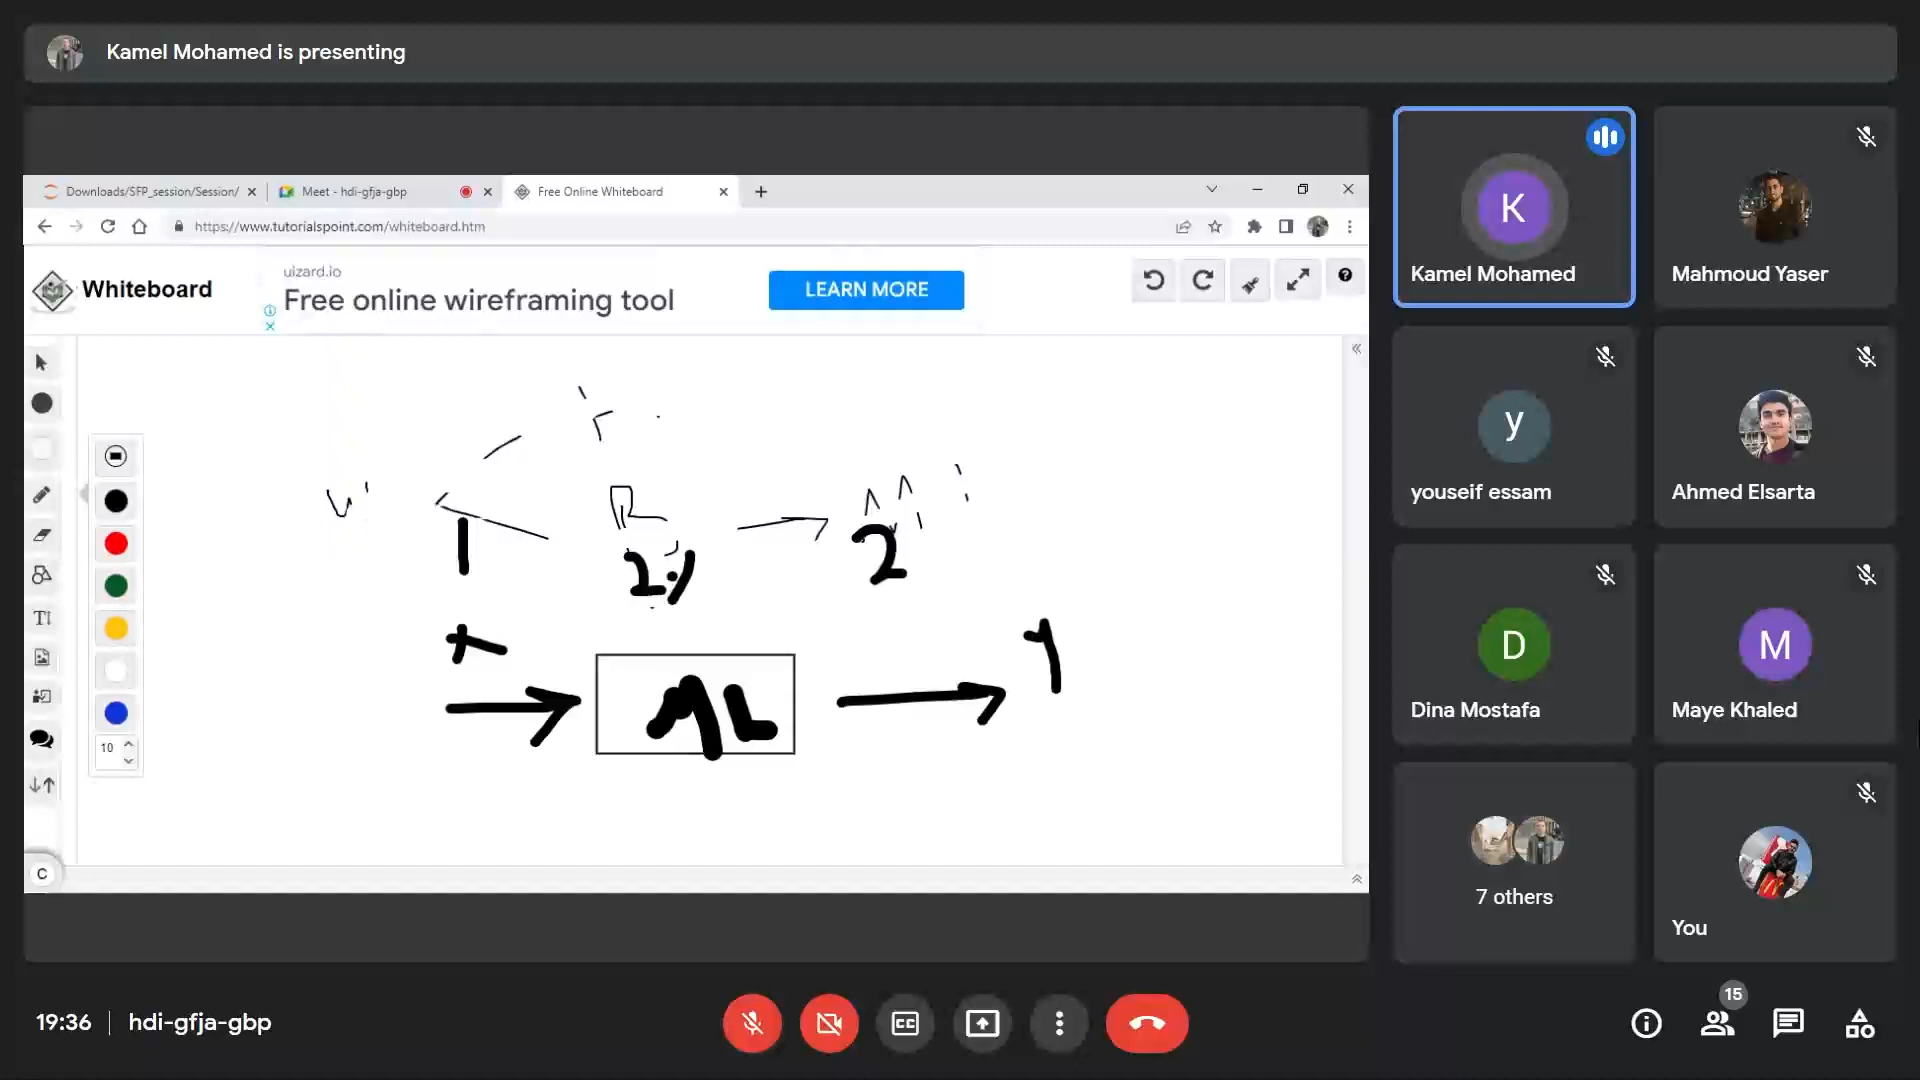 Kamel Mohamed is presenting
Downloads/SFP_session/Session/
Meet - hdi-gfja-gbp
Free Online Whiteboard
https://www.tutorialspoint.com/whiteboard.htm
Whiteboard
uizard.io
Free online wireframing tool
LEARN MORE
1
2
2
x
ML
Y
T
10
C
K
Kamel Mohamed
Mahmoud Yaser
y
youseif essam
Ahmed Elsarta
D
Dina Mostafa
M
Maye Khaled
7 others
You
19:36
hdi-gfja-gbp
CC
15